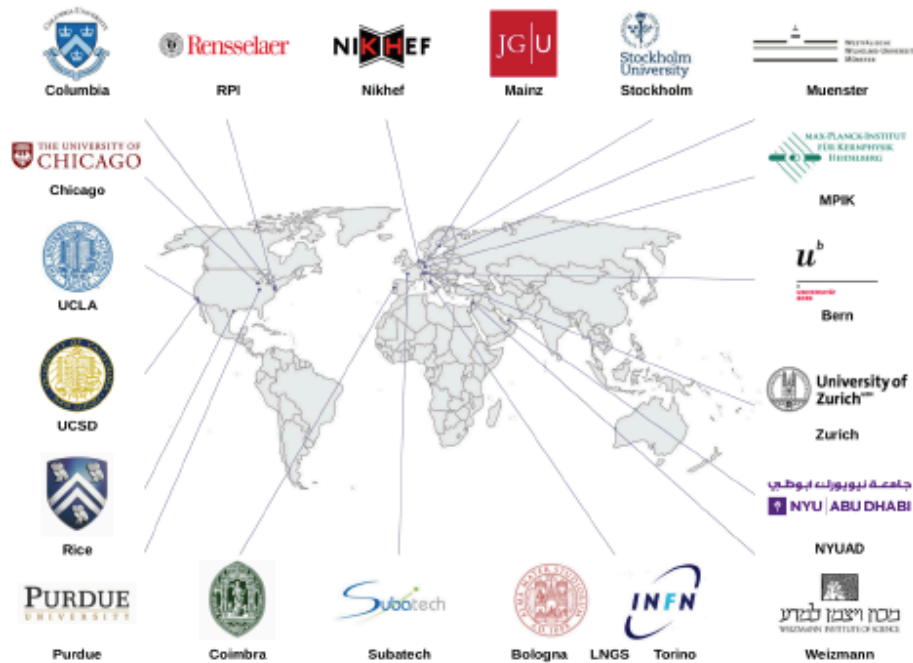 Rensselaer
NIKHEF
JG|U
Stockholm
University
Columbia
RPI
Nikhef
Mainz
Stockholm
Muenster
THE UNIVERSITY OF
CHICAGO
Chicago
MAX-PLANCK-INSTITUT
FÜR KERNPHYSIK
HEIDELBERG
MPIK
UCLA
u b
UNIVERSITÄT
BERN
Bern
UCSD
University of
Zurich
Zurich
Rice
جامعة نيويورك أبوظبي
NYU ABU DHABI
NYUAD
PURDUE
UNIVERSITY
Purdue
Coimbra
Subatech
Subatech
Bologna
INFN
LNGS
Torino
מכון ויצמן למדע
WEIZMANN INSTITUTE OF SCIENCE
Weizmann